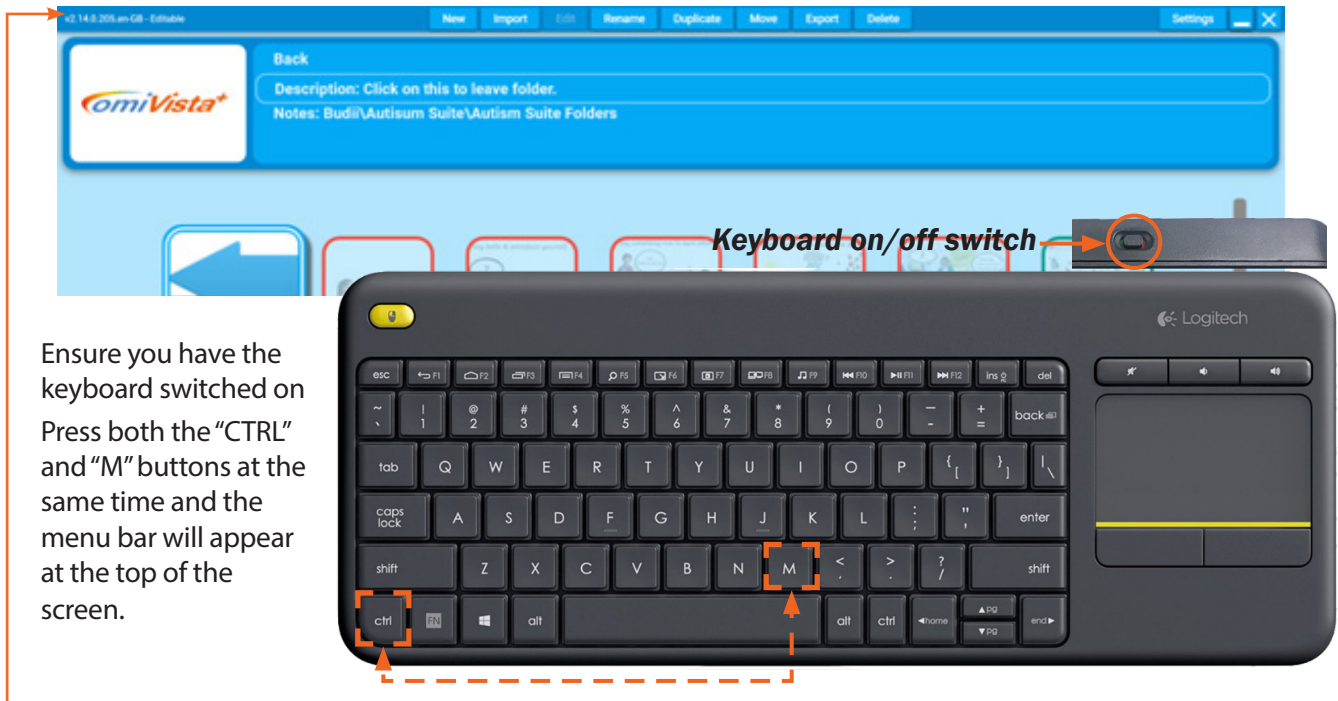 v2.14.0.205.en-GB - Editable New Import Edit Rename Duplicate Move Export Delete Settings
Back
omiVista+ Description: Click on this to leave folder.
Notes: Budii\Autisum Suite\Autism Suite Folders
Keyboard on/off switch
Logitech
Ensure you have the
keyboard switched on
Press both the "CTRL"
and "M" buttons at the
same time and the
menu bar will appear
at the top of the
screen.
esc F1 F2 F3 F4 F5 F6 F7 F8 F9 F10 F11 F12 ins del
~ ! @ # $ % ^ & * ( ) — +
` 1 2 3 4 5 6 7 8 9 0 - = back
tab Q W E R T Y U I O P { [ } ] | \
caps lock A S D F G H J K L : ; " ' enter
shift Z X C V B N M < , > . ? / shift
ctrl FN alt alt ctrl home pg pg end